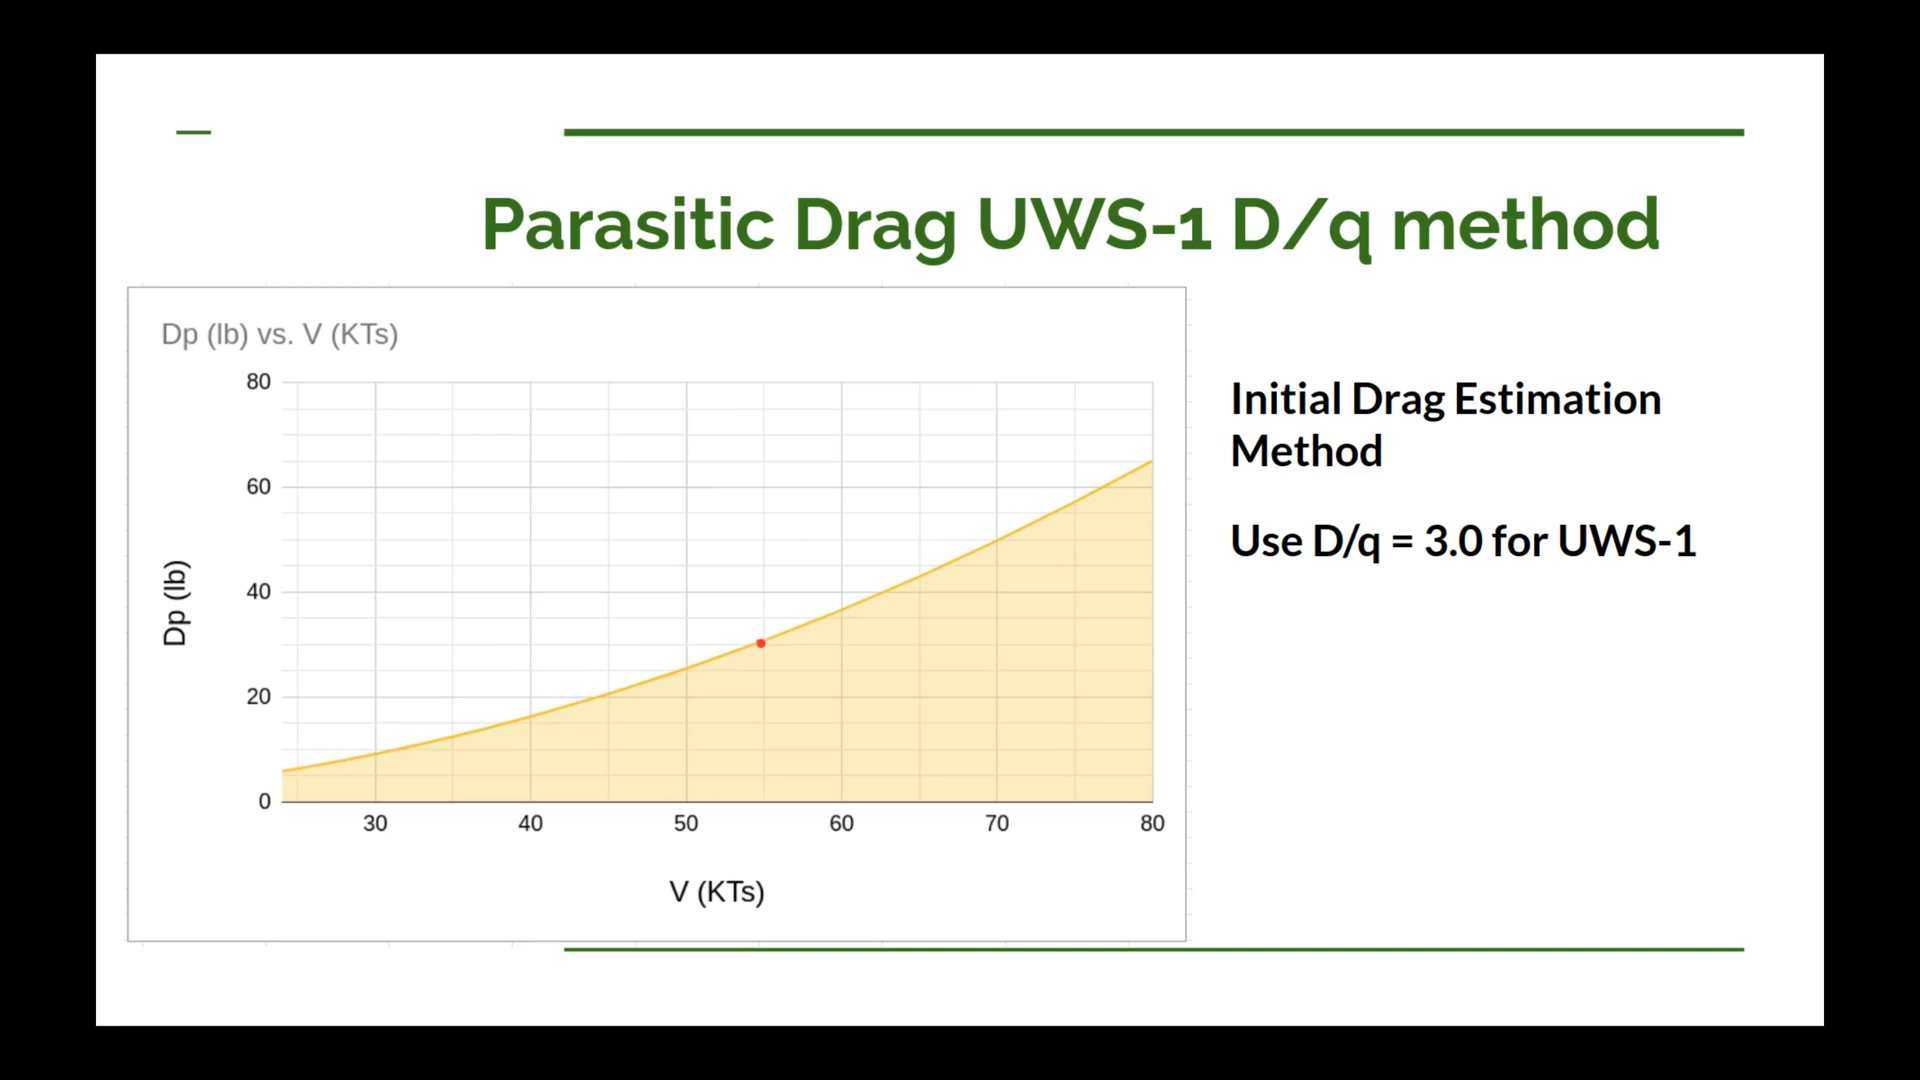 Parasitic Drag UWS-1 D/q method
Dp (lb) vs. V (KTs)
80
60
40
20
0
Dp (lb)
30 40 50 60 70 80
V (KTs)
Initial Drag Estimation
Method
Use D/q = 3.0 for UWS-1